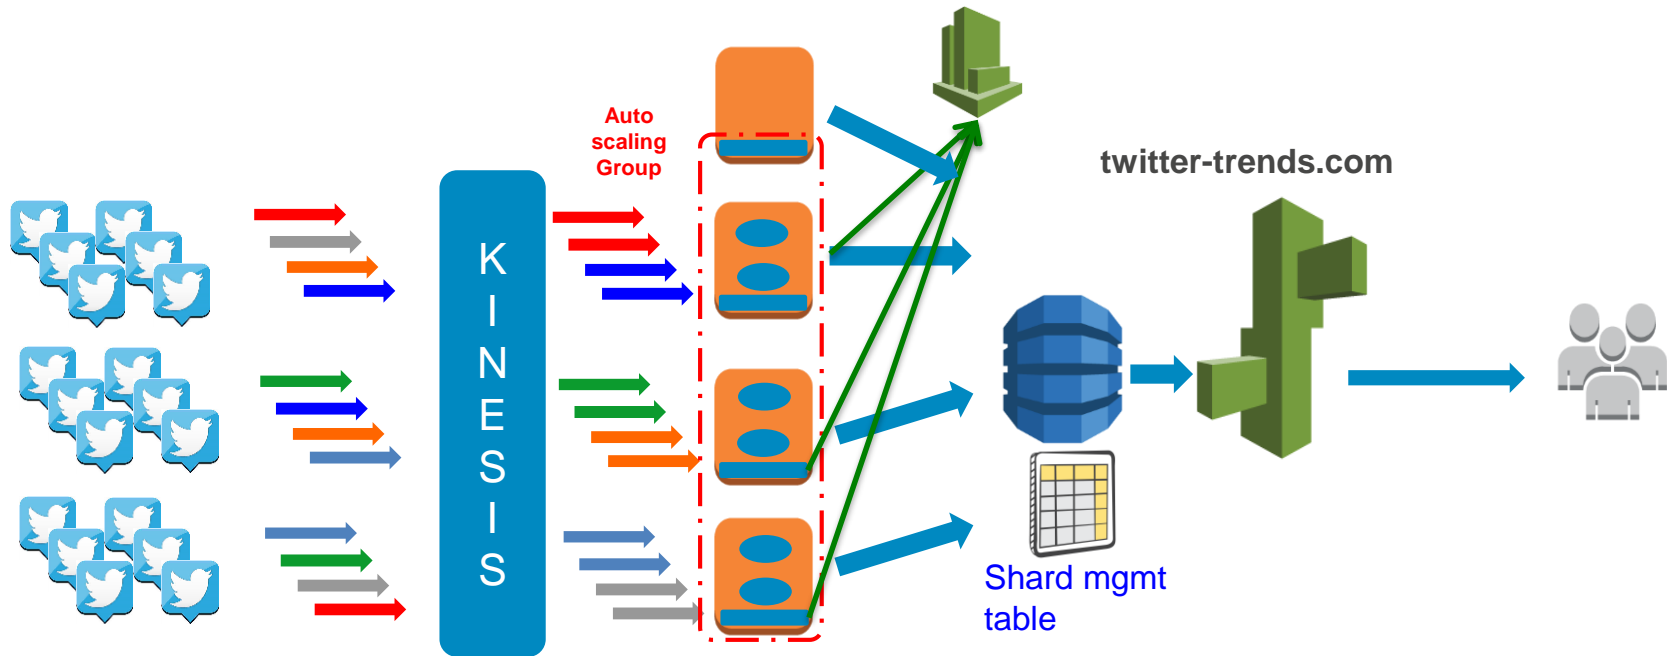 Auto
scaling
Group
twitter-trends.com
K
I
N
E
S
I
S
Shard mgmt
table